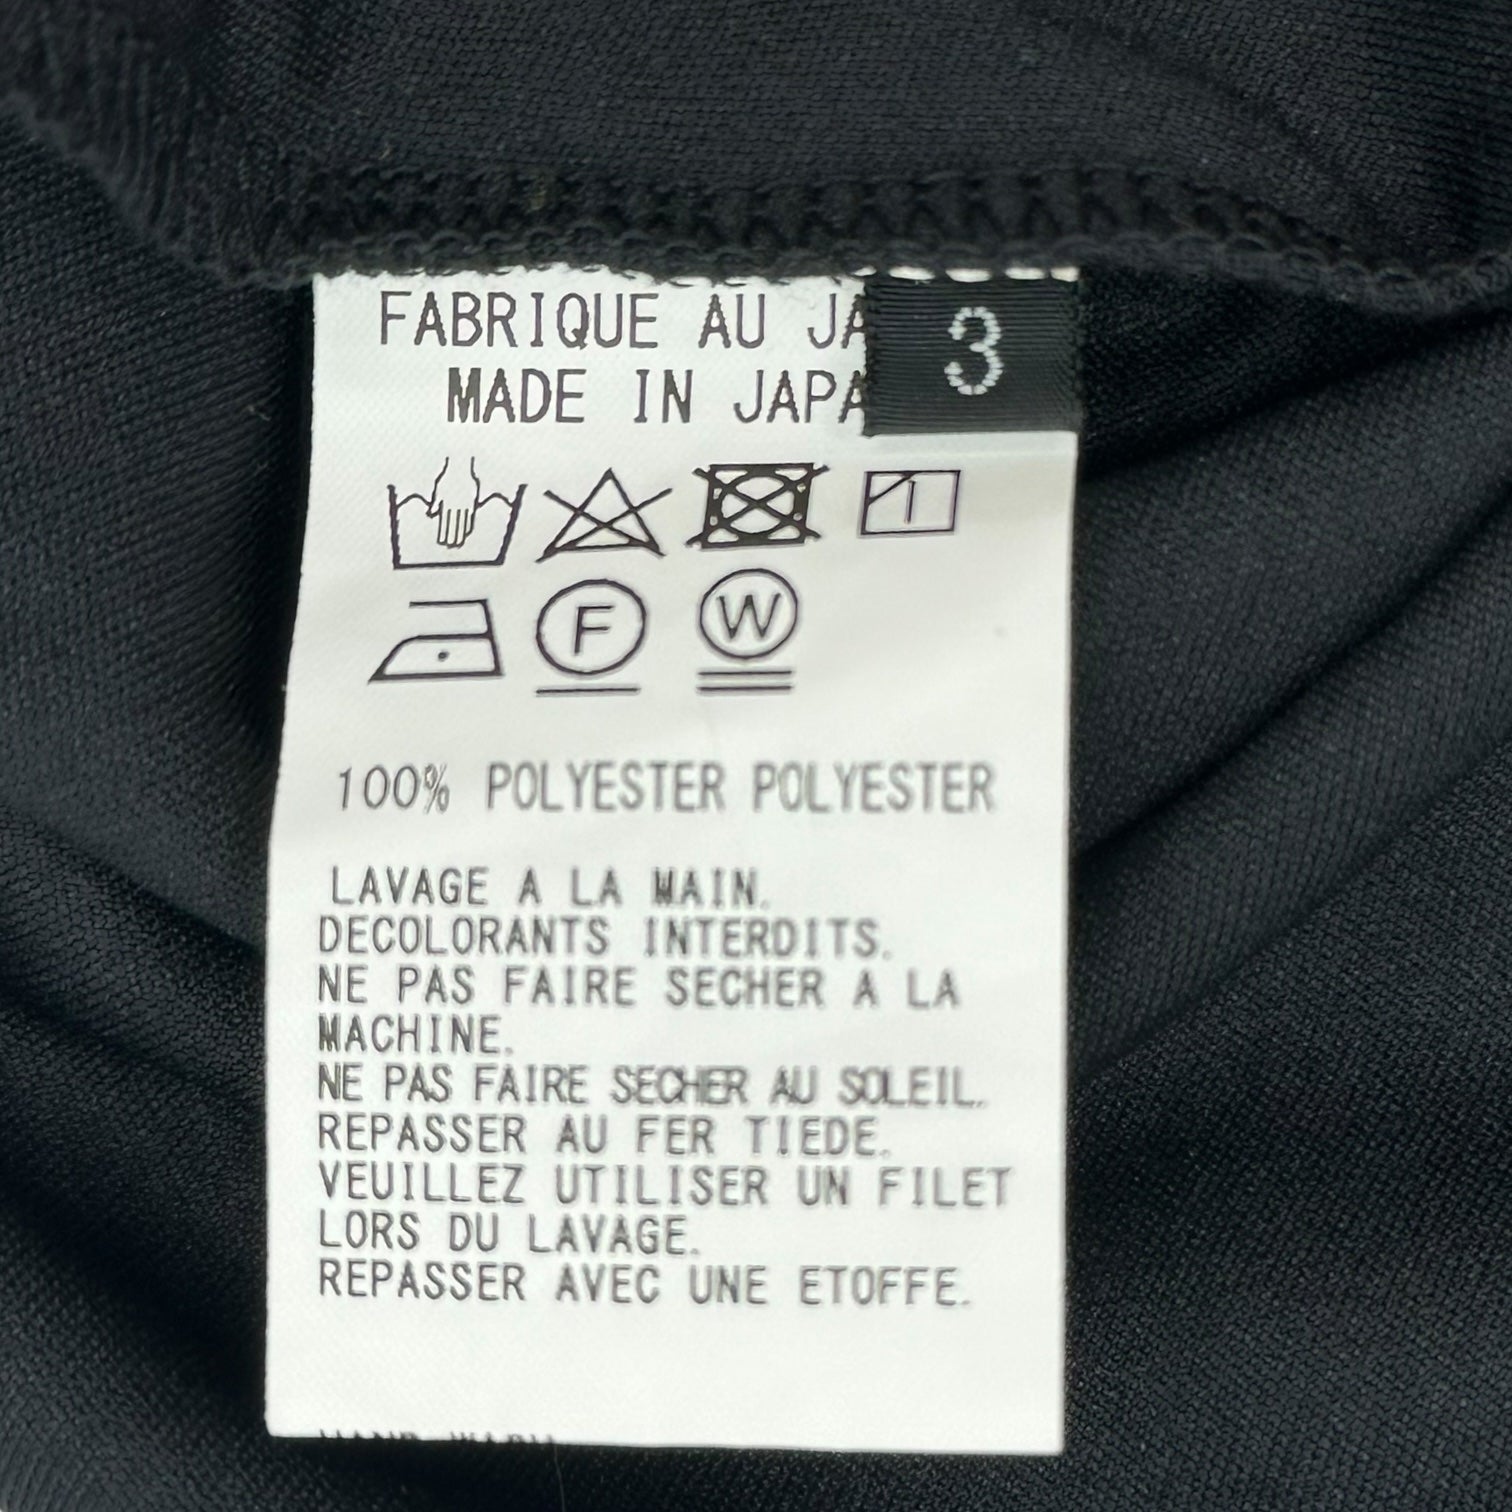 FABRIQUE AU JA
3
MADE IN JAPA
F
W
100% POLYESTER POLYESTER
LAVAGE A LA MAIN.
DECOLORANTS INTERDITS.
NE PAS FAIRE SECHER A LA
MACHINE.
NE PAS FAIRE SECHER AU SOLEIL.
REPASSER AU FER TIEDE.
VEUILLEZ UTILISER UN FILET
LORS DU LAVAGE.
REPASSER AVEC UNE ETOFFE.